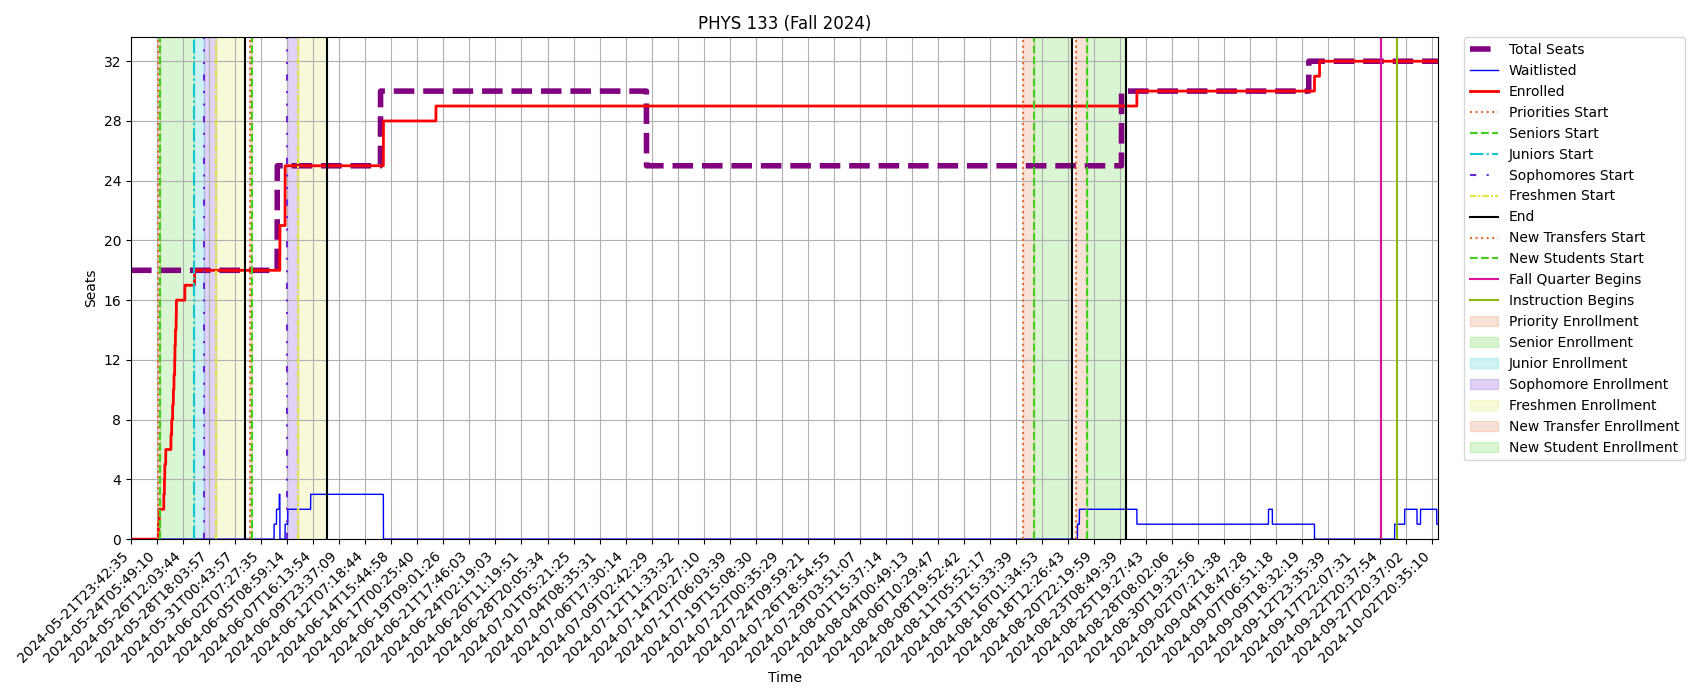 PHYS 133 (Fall 2024)
Seats
32
28
24
20
16
12
8
4
0
2024-05-21T23:42:35
2024-05-24T05:49:10
2024-05-26T12:03:44
2024-05-28T18:03:57
2024-05-31T00:43:57
2024-06-02T07:27:35
2024-06-05T08:59:14
2024-06-07T16:13:54
2024-06-09T23:37:09
2024-06-12T07:18:44
2024-06-14T15:44:58
2024-06-17T00:25:40
2024-06-19T09:01:26
2024-06-21T17:46:03
2024-06-24T02:19:03
2024-06-26T11:19:51
2024-06-28T20:05:34
2024-07-01T05:21:25
2024-07-04T08:35:31
2024-07-06T17:30:14
2024-07-09T02:42:29
2024-07-12T11:33:32
2024-07-14T20:27:10
2024-07-17T06:03:39
2024-07-19T15:08:30
2024-07-22T00:35:29
2024-07-24T09:59:21
2024-07-26T18:54:55
2024-07-29T03:51:07
2024-08-01T15:37:14
2024-08-04T00:49:13
2024-08-06T10:29:47
2024-08-08T19:52:42
2024-08-11T05:52:17
2024-08-13T15:33:39
2024-08-16T01:34:53
2024-08-18T12:26:43
2024-08-20T22:19:59
2024-08-23T08:49:39
2024-08-25T19:27:43
2024-08-28T08:02:06
2024-08-30T19:32:56
2024-09-02T07:21:38
2024-09-04T18:47:28
2024-09-07T06:51:18
2024-09-09T18:32:19
2024-09-12T23:35:39
2024-09-17T22:07:31
2024-09-22T20:37:54
2024-09-27T20:37:02
2024-10-02T20:35:10
Time
Total Seats
Waitlisted
Enrolled
Priorities Start
Seniors Start
Juniors Start
Sophomores Start
Freshmen Start
End
New Transfers Start
New Students Start
Fall Quarter Begins
Instruction Begins
Priority Enrollment
Senior Enrollment
Junior Enrollment
Sophomore Enrollment
Freshmen Enrollment
New Transfer Enrollment
New Student Enrollment